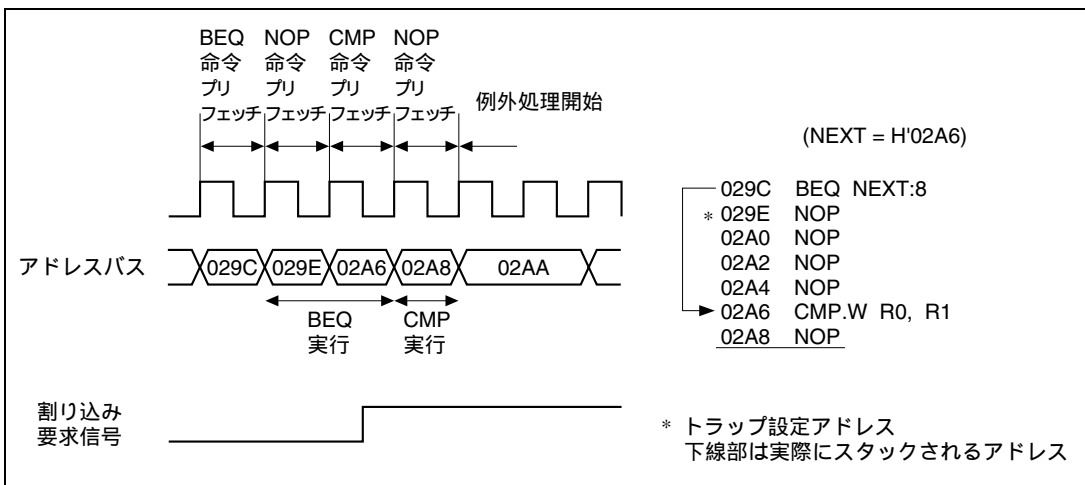 BEQ NOP CMP NOP
命令 命令 命令 命令
プリ プリ プリ プリ
フェッチ フェッチ フェッチ フェッチ 例外処理開始
(NEXT = H'02A6)
029C BEQ NEXT:8
* 029E NOP
02A0 NOP
02A2 NOP
02A4 NOP
02A6 CMP.W R0, R1
02A8 NOP
アドレスバス 029C 029E 02A6 02A8 02AA
BEQ CMP
実行 実行
割り込み
要求信号
* トラップ設定アドレス
下線部は実際にスタックされるアドレス